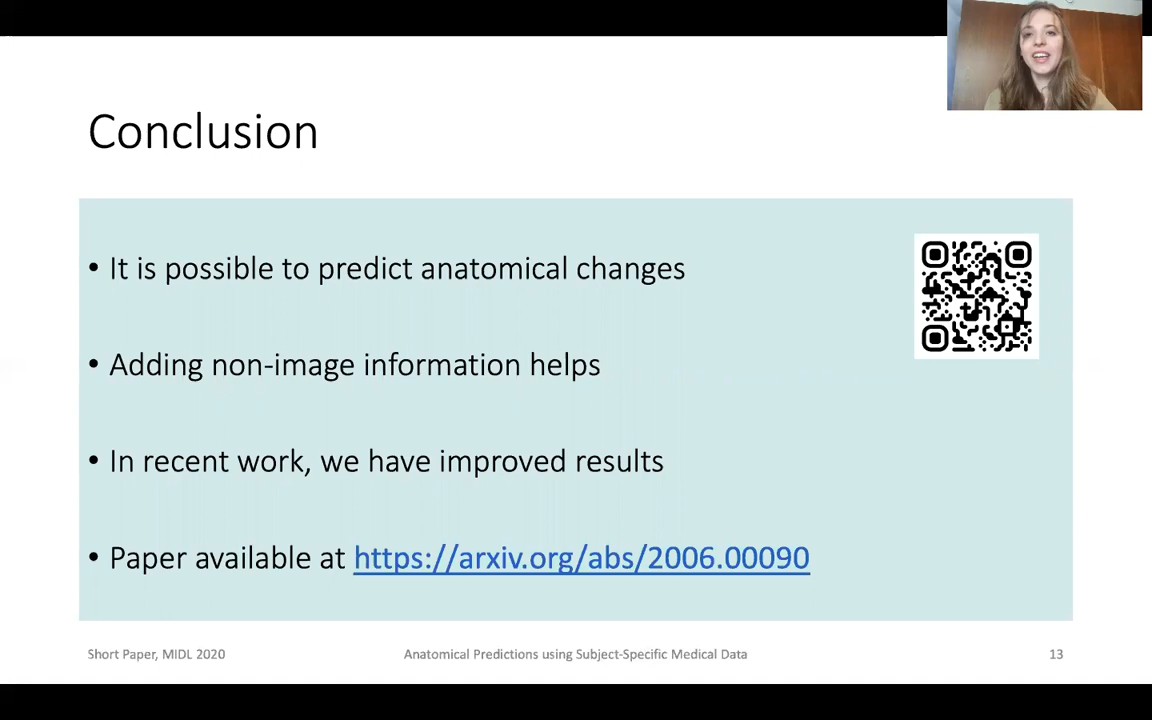 Conclusion
• It is possible to predict anatomical changes
• Adding non-image information helps
• In recent work, we have improved results
• Paper available at https://arxiv.org/abs/2006.00090
Short Paper, MIDL 2020
Anatomical Predictions using Subject-Specific Medical Data
13